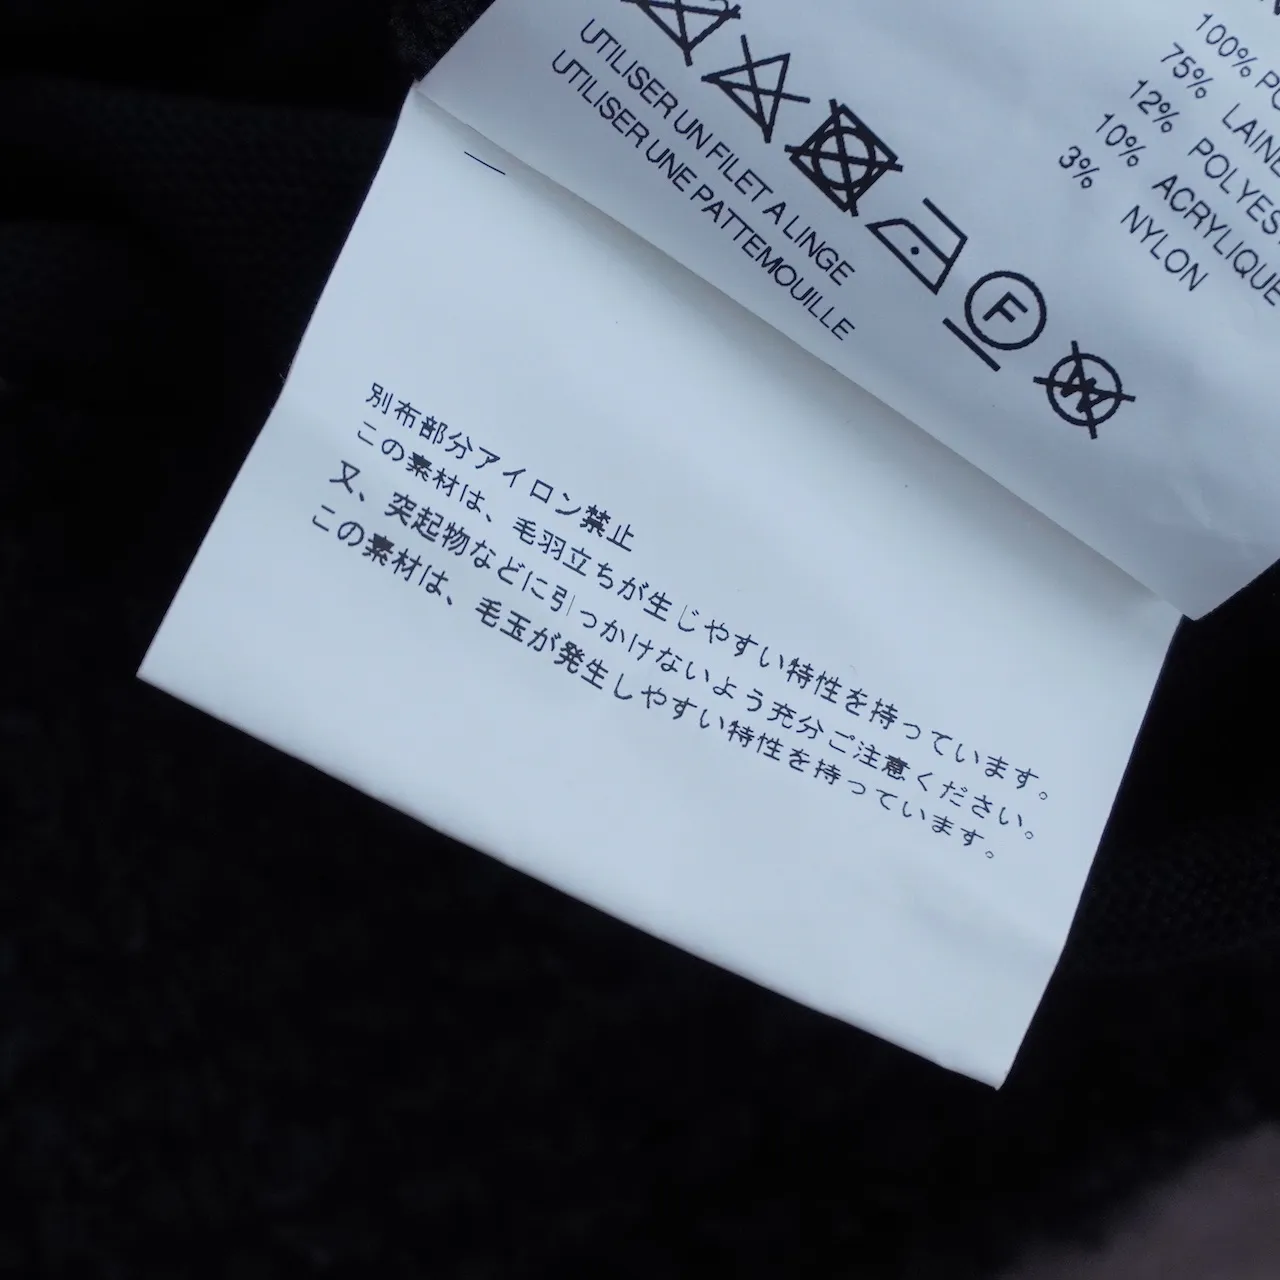 UTILISER UN FILET A LINGE
UTILISER UNE PATTEMOUILLE
100%
75% LAINE
12%
10% ACRYLIQUE
3% NYLON
F
W
別布部分アイロン禁止
この素材は、毛羽立ちが生じやすい特性を持っています。
又、突起物などに引っかけないよう充分ご注意ください。
この素材は、毛玉が発生しやすい特性を持っています。